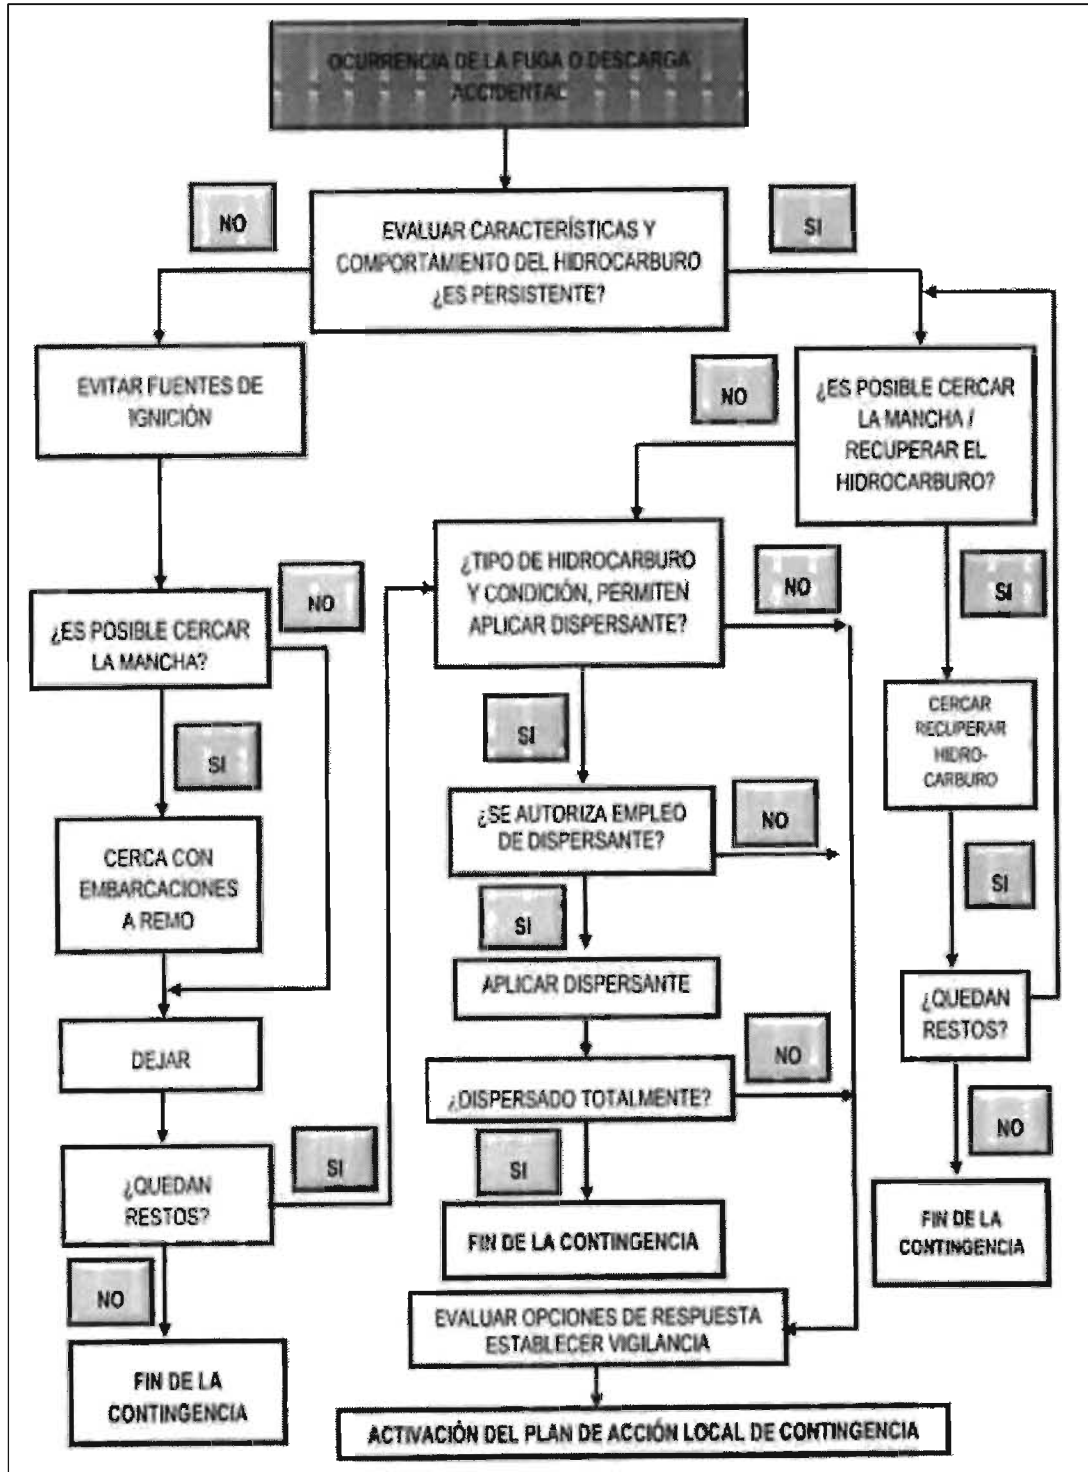 OCURRENCIA DE LA FUGA O DESCARGA
ACCIDENTAL
NO
EVALUAR CARACTERÍSTICAS Y
COMPORTAMIENTO DEL HIDROCARBURO
¿ES PERSISTENTE?
SI
EVITAR FUENTES DE
IGNICIÓN
NO
¿ES POSIBLE CERCAR
LA MANCHA /
RECUPERAR EL
HIDROCARBURO?
¿ES POSIBLE CERCAR
LA MANCHA?
NO
¿TIPO DE HIDROCARBURO
Y CONDICIÓN, PERMITEN
APLICAR DISPERSANTE?
NO
SI
SI
SI
CERCAR
RECUPERAR
HIDRO-
CARBURO
CERCA CON
EMBARCACIONES
A REMO
¿SE AUTORIZA EMPLEO
DE DISPERSANTE?
NO
SI
SI
APLICAR DISPERSANTE
¿QUEDAN
RESTOS?
DEJAR
¿DISPERSADO TOTALMENTE?
NO
NO
¿QUEDAN
RESTOS?
SI
SI
FIN DE LA CONTINGENCIA
FIN DE LA
CONTINGENCIA
NO
EVALUAR OPCIONES DE RESPUESTA
ESTABLECER VIGILANCIA
FIN DE LA
CONTINGENCIA
ACTIVACIÓN DEL PLAN DE ACCIÓN LOCAL DE CONTINGENCIA